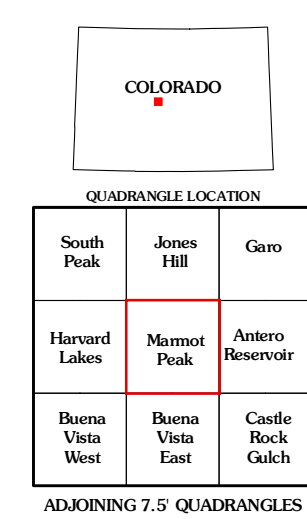 COLORADO
QUADRANGLE LOCATION
South
Peak
Jones
Hill
Garo
Harvard
Lakes
Marmot
Peak
Antero
Reservoir
Buena
Vista
West
Buena
Vista
East
Castle
Rock
Gulch
ADJOINING 7.5' QUADRANGLES